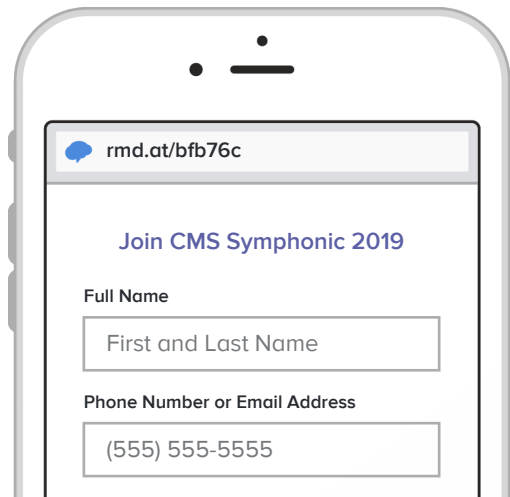 rmd.at/bfb76c
Join CMS Symphonic 2019
Full Name
First and Last Name
Phone Number or Email Address
(555) 555-5555